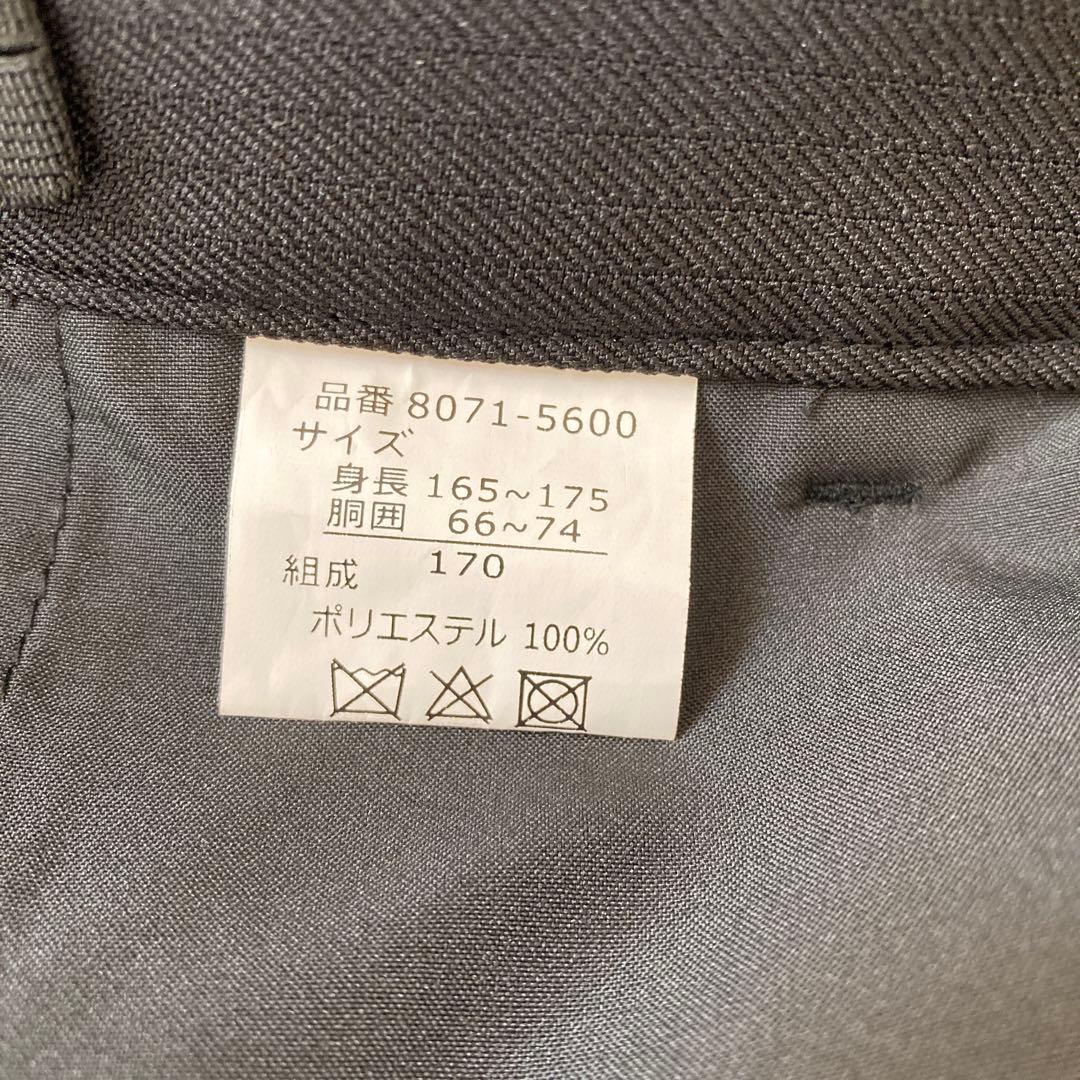 品番 8071-5600
サイズ
身長 165~175
胴囲 66~74
170
組成
ポリエステル 100%